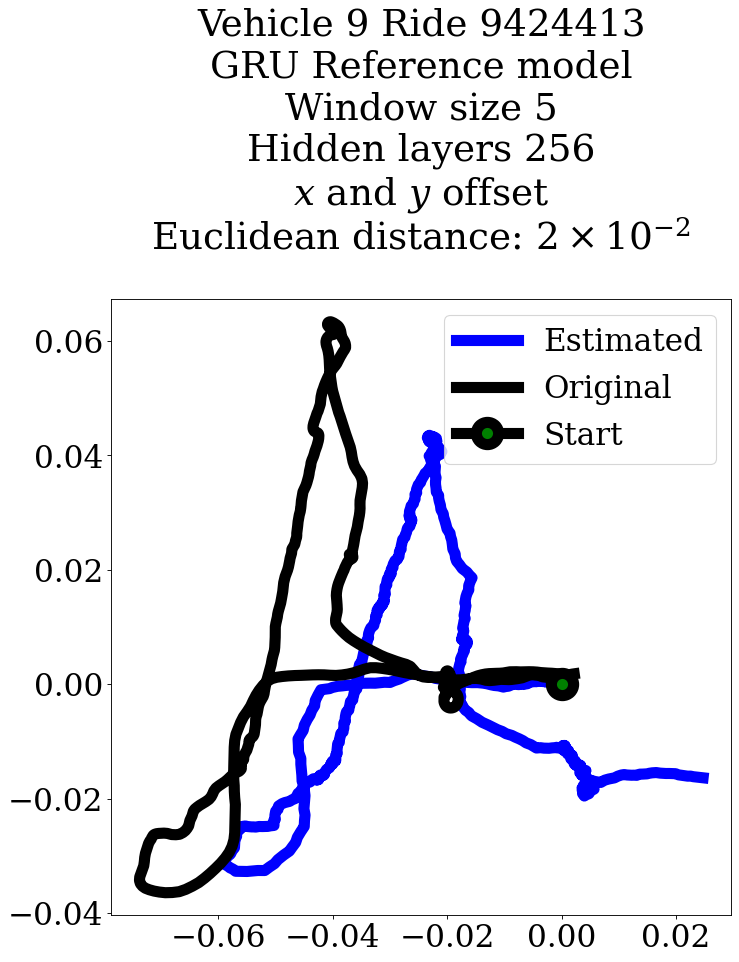 Vehicle 9 Ride 9424413
GRU Reference model
Window size 5
Hidden layers 256
x and y offset
Euclidean distance: 2 × 10⁻²
Estimated
Original
Start
0.06
0.04
0.02
0.00
−0.02
−0.04
−0.06 −0.04 −0.02 0.00 0.02